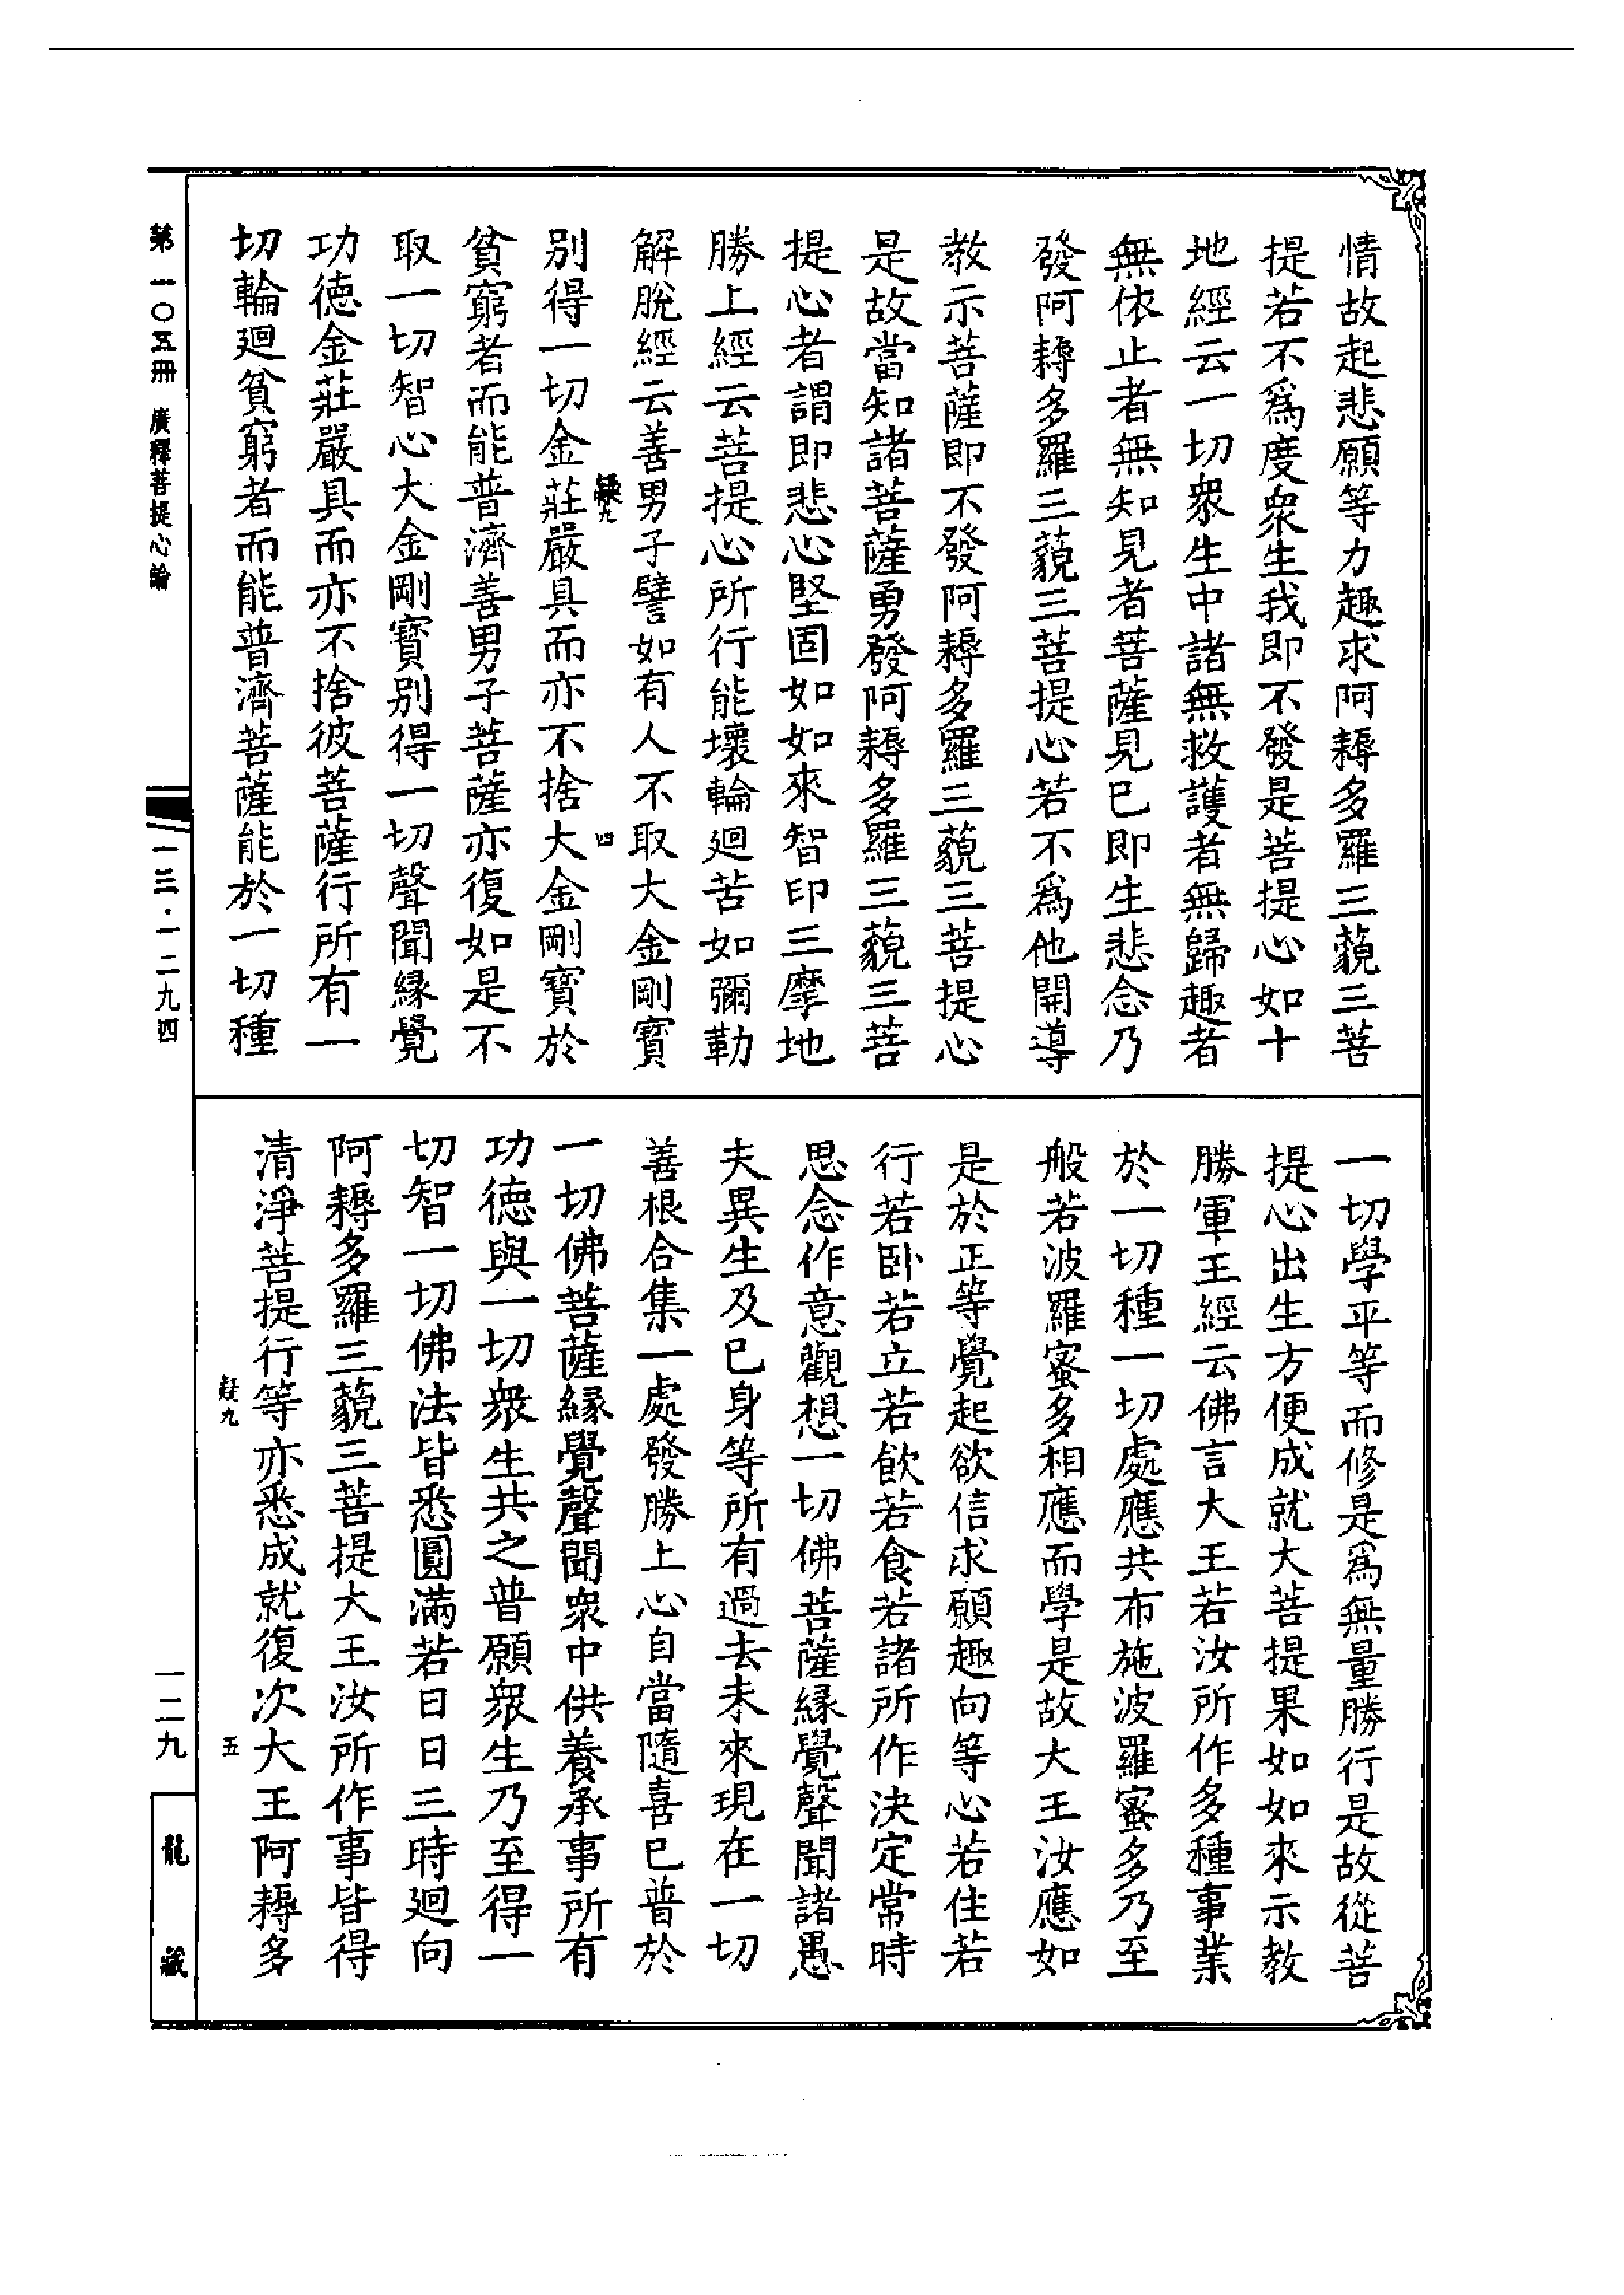 情故起悲願等力趣求阿耨多羅三藐三菩
提若不爲度衆生我即不發是菩提心如十
地經云一切衆生中諸無救護者無歸趣者
無依止者無知見者菩薩見已即生悲念乃
發阿耨多羅三藐三菩提心若不爲他開導
教示菩薩即不發阿耨多羅三藐三菩提心
是故當知諸菩薩勇發阿耨多羅三藐三菩
提心者謂即悲心堅固如如來智印三摩地
勝上經云菩提心所行能壞輪廻苦如彌勒
解脫經云善男子譬如有人不取大金剛寶
疑九
四
別得一切金莊嚴具而亦不捨大金剛寶於
貧窮者而能普濟善男子菩薩亦復如是不
取一切智心大金剛寶別得一切聲聞緣覺
功德金莊嚴具而亦不捨彼菩薩行所有一
切輪廻貧窮者而能普濟菩薩能於一切種
一切學平等而修是爲無量勝行是故從菩
提心出生方便成就大菩提果如如來示教
勝軍王經云佛言大王若汝所作多種事業
於一切種一切處應共布施波羅蜜多乃至
般若波羅蜜多相應而學是故大王汝應如
是於正等覺起欲信求願趣向等心若住若
行若臥若立若飲若食若諸所作決定常時
思念作意觀想一切佛菩薩緣覺聲聞諸愚
夫異生及已身等所有過去未來現在一切
善根合集一處發勝上心自當隨喜已普於
一切佛菩薩緣覺聲聞衆中供養承事所有
功德與一切衆生共之普願衆生乃至得一
切智一切佛法皆悉圓滿若日日三時廻向
阿耨多羅三藐三菩提大王汝所作事皆得
清淨菩提行等亦悉成就復次大王阿耨多
疑九
五
第一〇五冊 廣釋菩提心論
一三·一二九四
一二九
龍藏